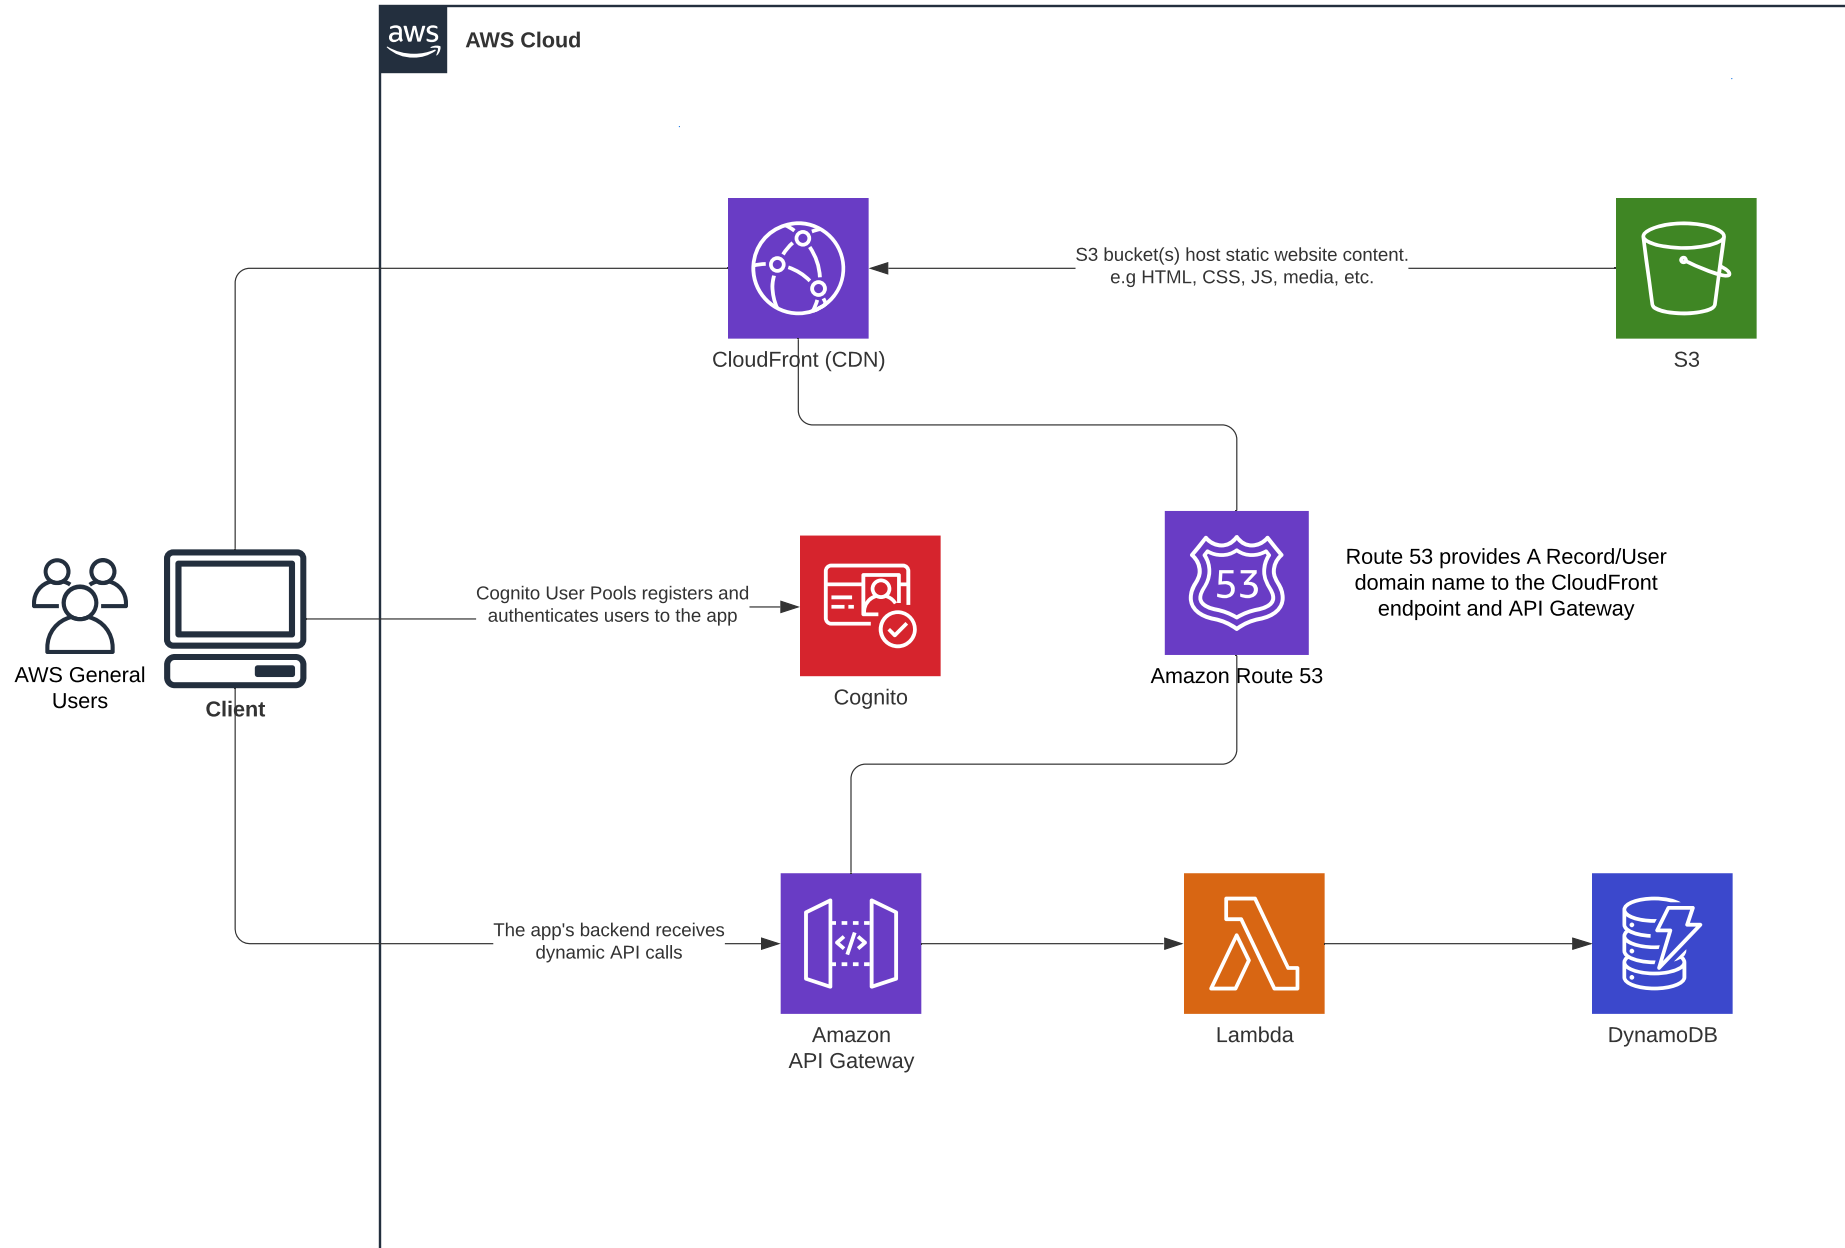 aws
AWS Cloud
S3 bucket(s) host static website content.
e.g HTML, CSS, JS, media, etc.
CloudFront (CDN)
S3
53
Route 53 provides A Record/User
domain name to the CloudFront
endpoint and API Gateway
Cognito User Pools registers and
authenticates users to the app
AWS General
Users
Client
Cognito
Amazon Route 53
The app's backend receives
dynamic API calls
</>
Amazon
API Gateway
Lambda
DynamoDB